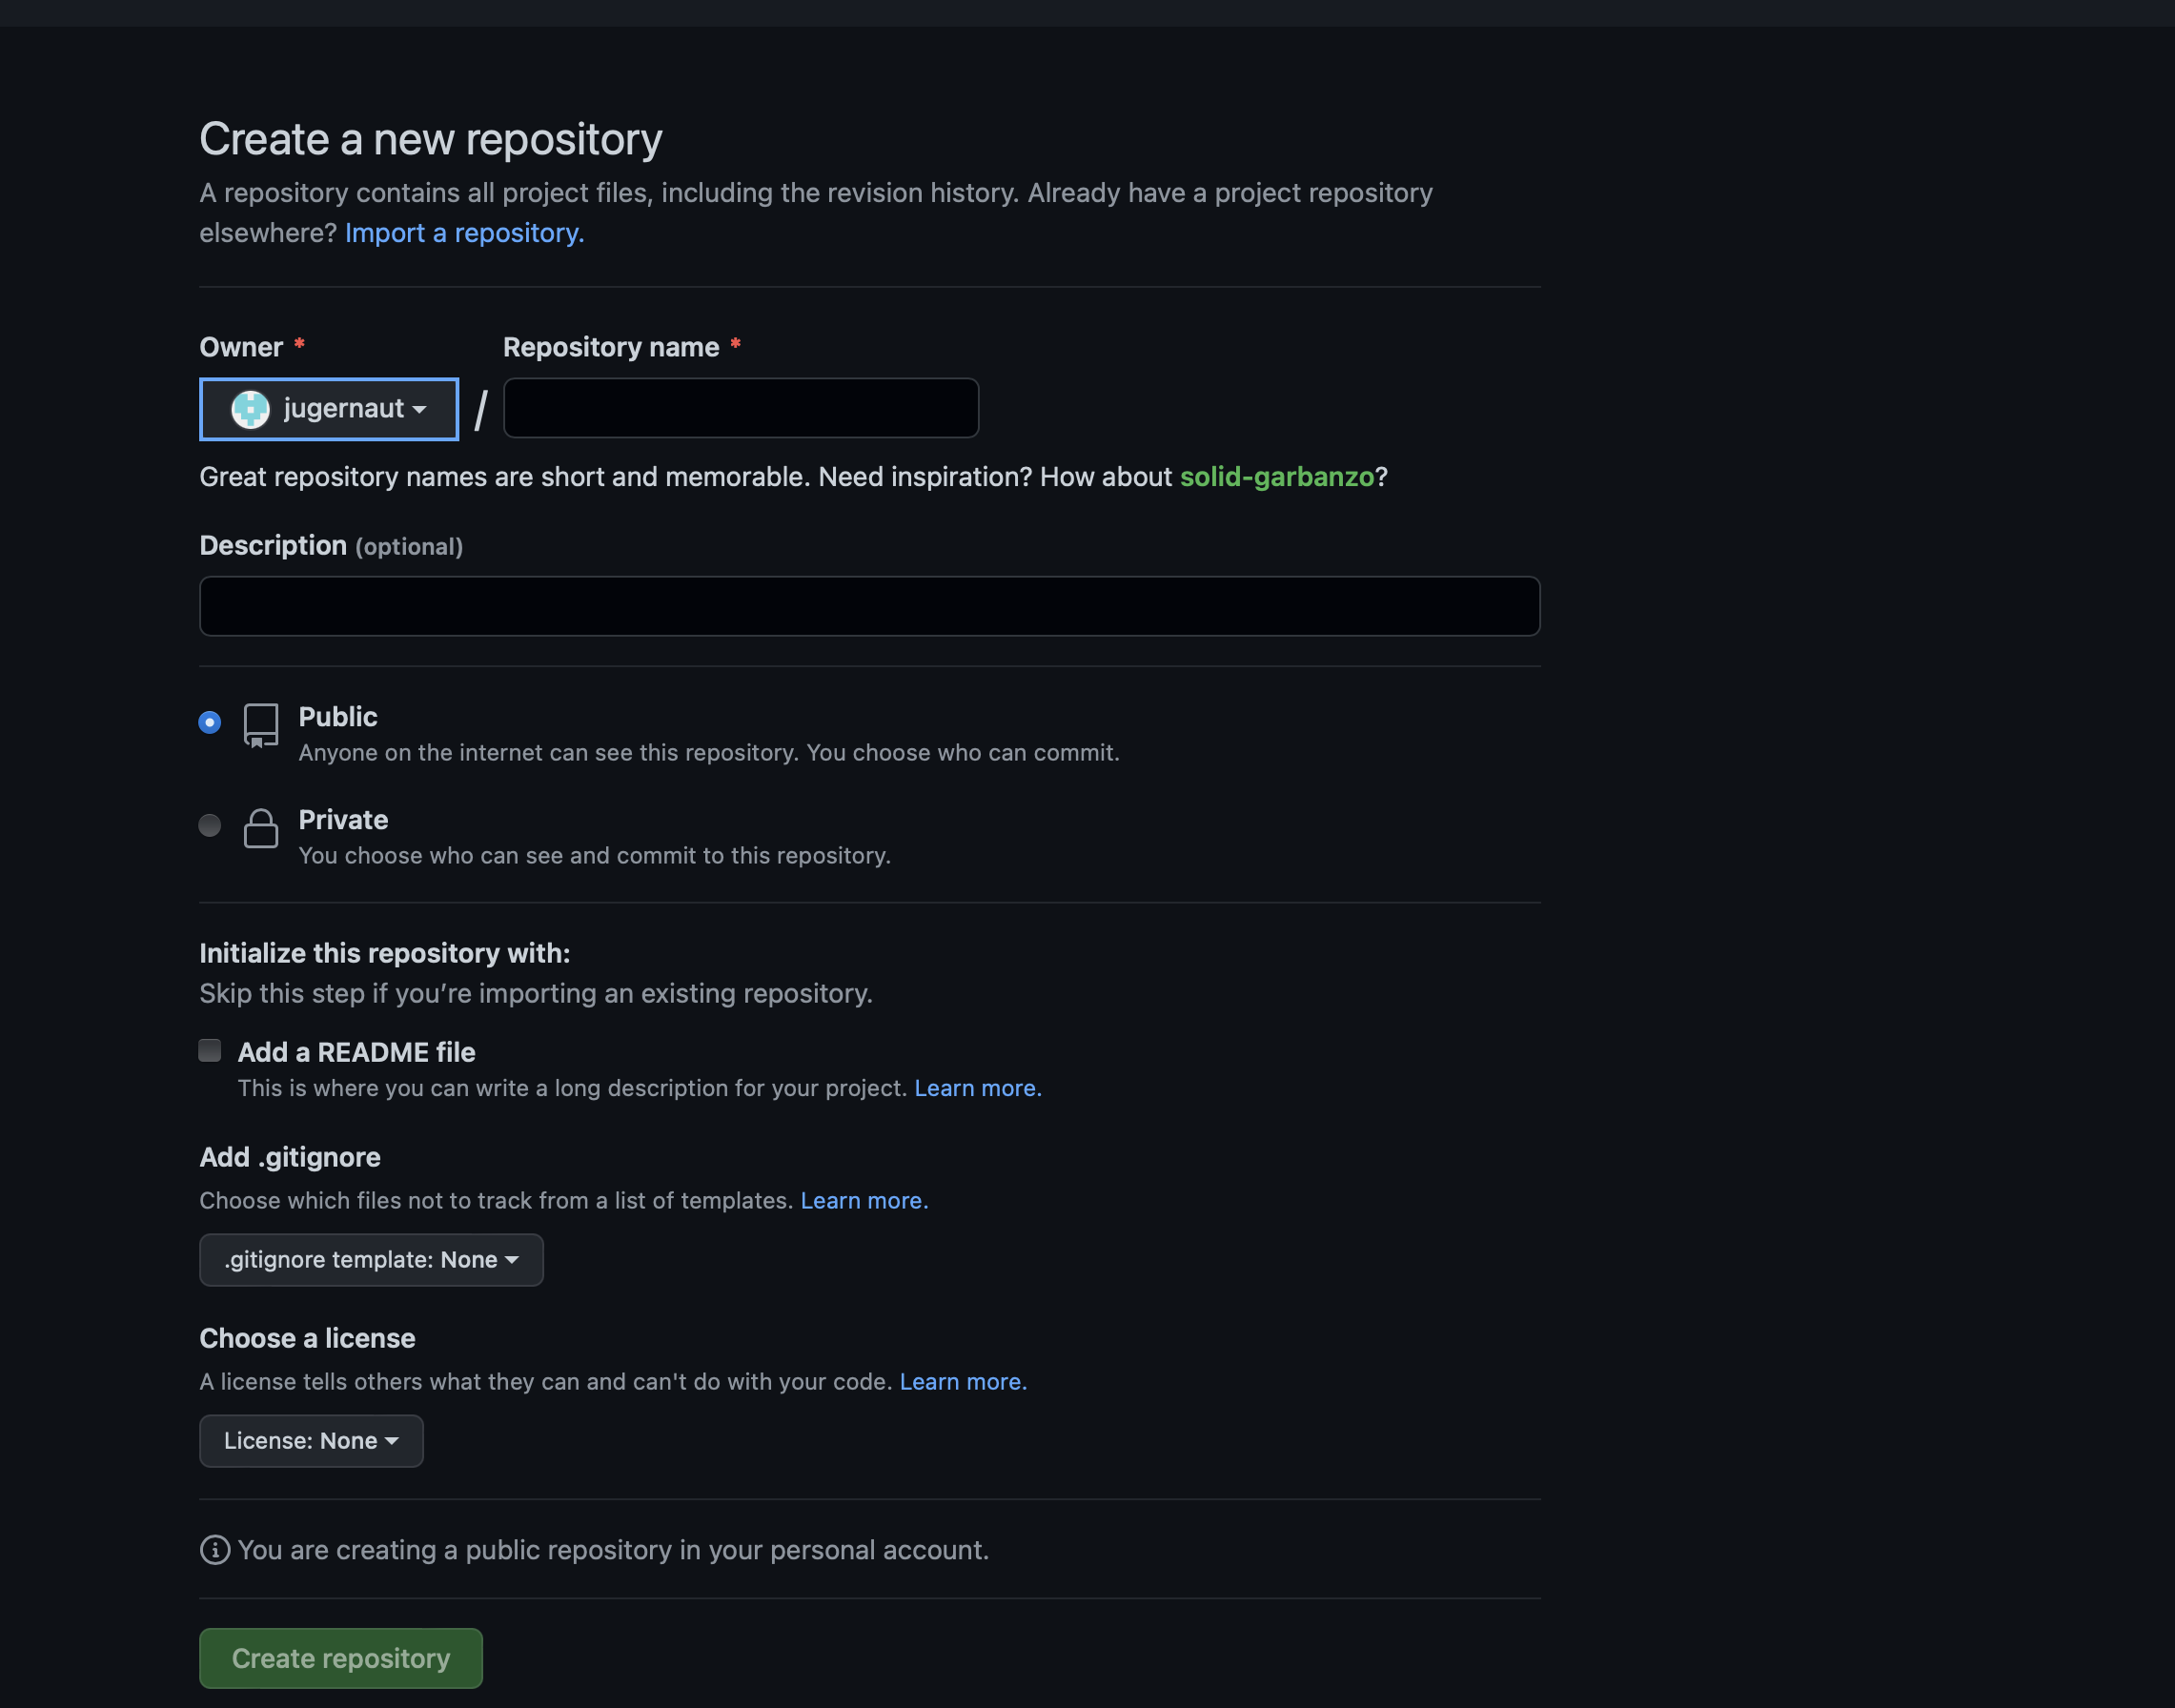 Create a new repository
A repository contains all project files, including the revision history. Already have a project repository
elsewhere? Import a repository.
Owner * Repository name *
jugernaut /
Great repository names are short and memorable. Need inspiration? How about solid-garbanzo?
Description (optional)
Public
Anyone on the internet can see this repository. You choose who can commit.
Private
You choose who can see and commit to this repository.
Initialize this repository with:
Skip this step if you’re importing an existing repository.
Add a README file
This is where you can write a long description for your project. Learn more.
Add .gitignore
Choose which files not to track from a list of templates. Learn more.
.gitignore template: None
Choose a license
A license tells others what they can and can't do with your code. Learn more.
License: None
You are creating a public repository in your personal account.
Create repository